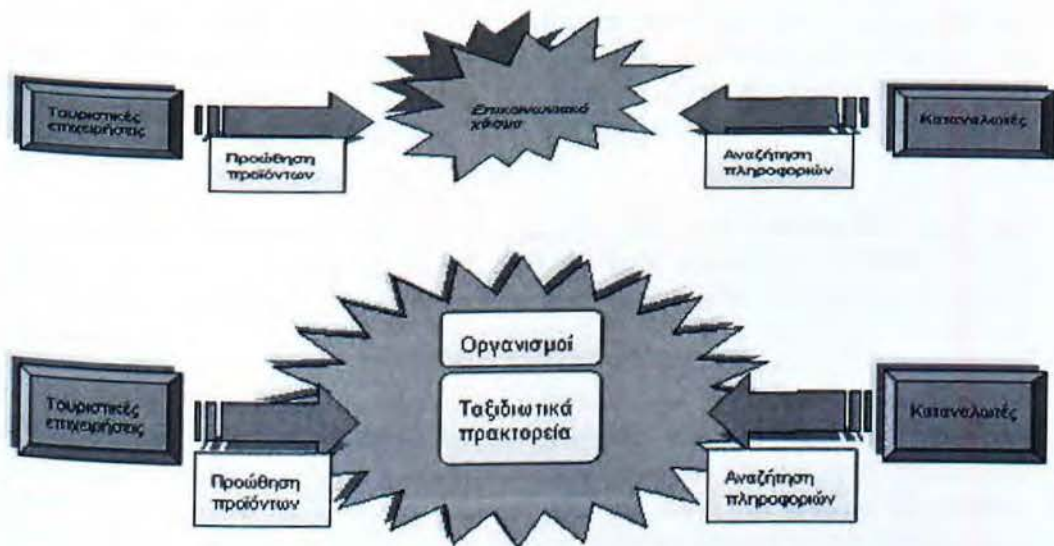 Τουριστικές
επιχειρήσεις
Προώθηση
προϊόντων
Επικοινωνιακό
χάσμα
Αναζήτηση
πληροφοριών
Καταναλωτές
Τουριστικές
επιχειρήσεις
Προώθηση
προϊόντων
Οργανισμοί
Ταξιδιωτικά
πρακτορεία
Αναζήτηση
πληροφοριών
Καταναλωτές